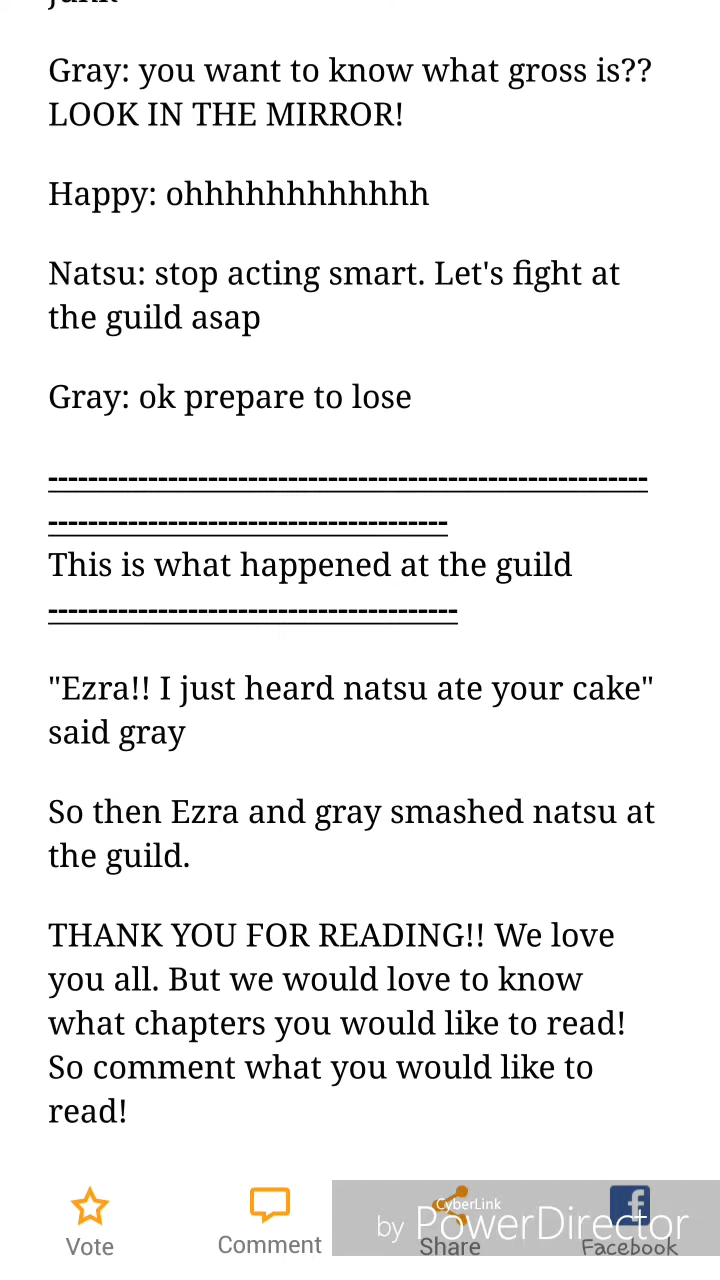 Gray: you want to know what gross is??
LOOK IN THE MIRROR!
Happy: ohhhhhhhhhhhh
Natsu: stop acting smart. Let's fight at
the guild asap
Gray: ok prepare to lose
------------------------------------------------------------
----------------------------------------
This is what happened at the guild
-----------------------------------------
"Ezra!! I just heard natsu ate your cake"
said gray
So then Ezra and gray smashed natsu at
the guild.
THANK YOU FOR READING!! We love
you all. But we would love to know
what chapters you would like to read!
So comment what you would like to
read!
Vote
Comment
Share
Facebook
CyberLink
by PowerDirector